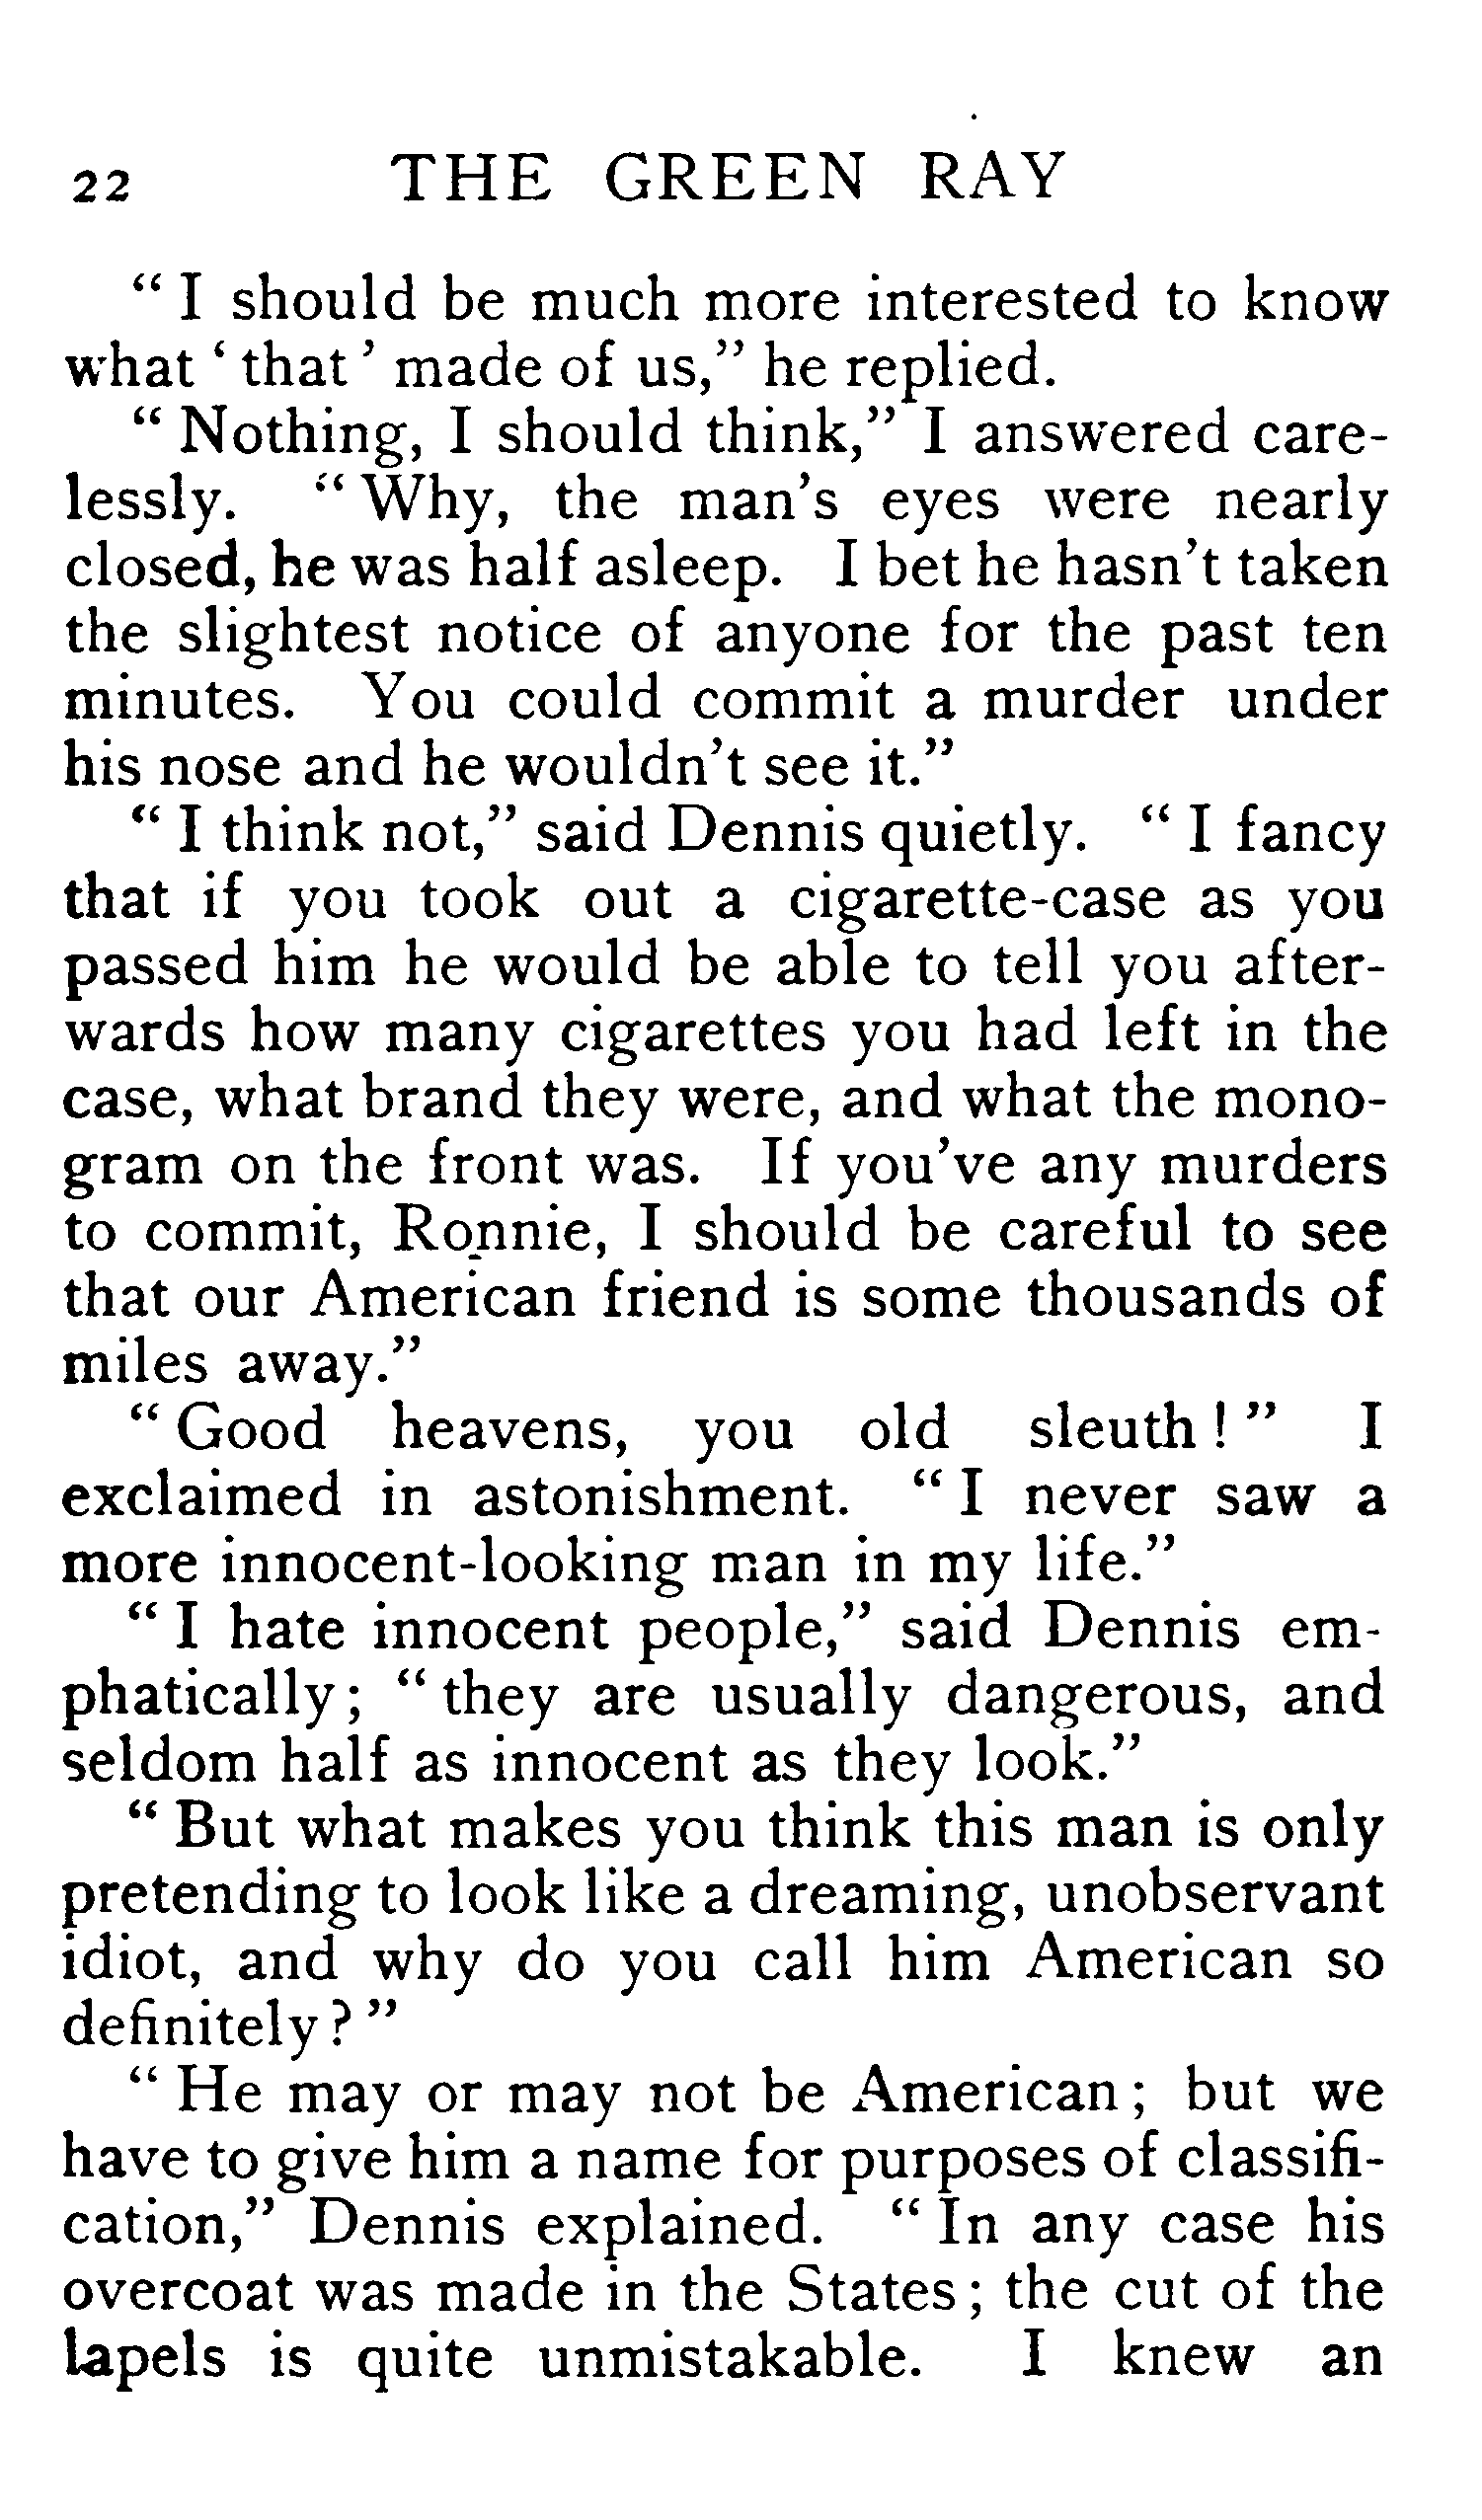 22 THE GREEN RAY
“ I should be much more interested to know
what ‘ that ’ made of us,” he replied.
“ Nothing, I should think,” I answered care-
lessly. “ Why, the man’s eyes were nearly
closed, he was half asleep. I bet he hasn’t taken
the slightest notice of anyone for the past ten
minutes. You could commit a murder under
his nose and he wouldn’t see it.”
“ I think not,” said Dennis quietly. “ I fancy
that if you took out a cigarette-case as you
passed him he would be able to tell you after-
wards how many cigarettes you had left in the
case, what brand they were, and what the mono-
gram on the front was. If you’ve any murders
to commit, Ronnie, I should be careful to see
that our American friend is some thousands of
miles away.”
“ Good heavens, you old sleuth ! ” I
exclaimed in astonishment. “ I never saw a
more innocent-looking man in my life.”
“ I hate innocent people,” said Dennis em-
phatically ; “ they are usually dangerous, and
seldom half as innocent as they look.”
“ But what makes you think this man is only
pretending to look like a dreaming, unobservant
idiot, and why do you call him American so
definitely ? ”
“ He may or may not be American ; but we
have to give him a name for purposes of classifi-
cation,” Dennis explained. “ In any case his
overcoat was made in the States ; the cut of the
lapels is quite unmistakable. I knew an